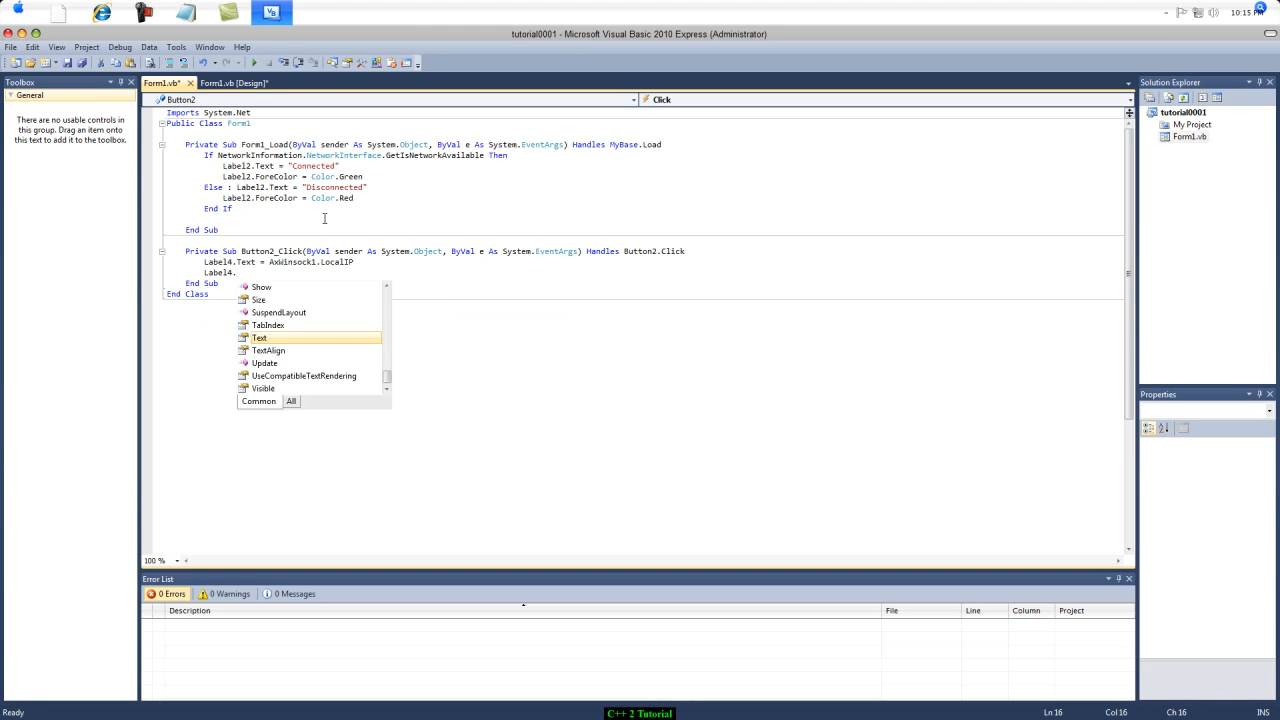 VB
10:15 PM
tutorial0001 - Microsoft Visual Basic 2010 Express (Administrator)
File Edit View Project Debug Data Tools Window Help
Toolbox
General
There are no usable controls in
this group. Drag an item onto
this text to add it to the toolbox.
Form1.vb* Form1.vb [Design]*
Button2 Click
Imports System.Net
Public Class Form1
Private Sub Form1_Load(ByVal sender As System.Object, ByVal e As System.EventArgs) Handles MyBase.Load
If NetworkInformation.NetworkInterface.GetIsNetworkAvailable Then
Label2.Text = "Connected"
Label2.ForeColor = Color.Green
Else : Label2.Text = "Disconnected"
Label2.ForeColor = Color.Red
End If
End Sub
Private Sub Button2_Click(ByVal sender As System.Object, ByVal e As System.EventArgs) Handles Button2.Click
Label4.Text = AxWinsock1.LocalIP
Label4.
End Sub
End Class
Show
Size
SuspendLayout
TabIndex
Text
TextAlign
Update
UseCompatibleTextRendering
Visible
Common All
100 %
Solution Explorer
tutorial0001
My Project
Form1.vb
Properties
Error List
0 Errors 0 Warnings 0 Messages
Description File Line Column Project
Ready C++ 2 Tutorial Ln 16 Col 16 Ch 16 INS